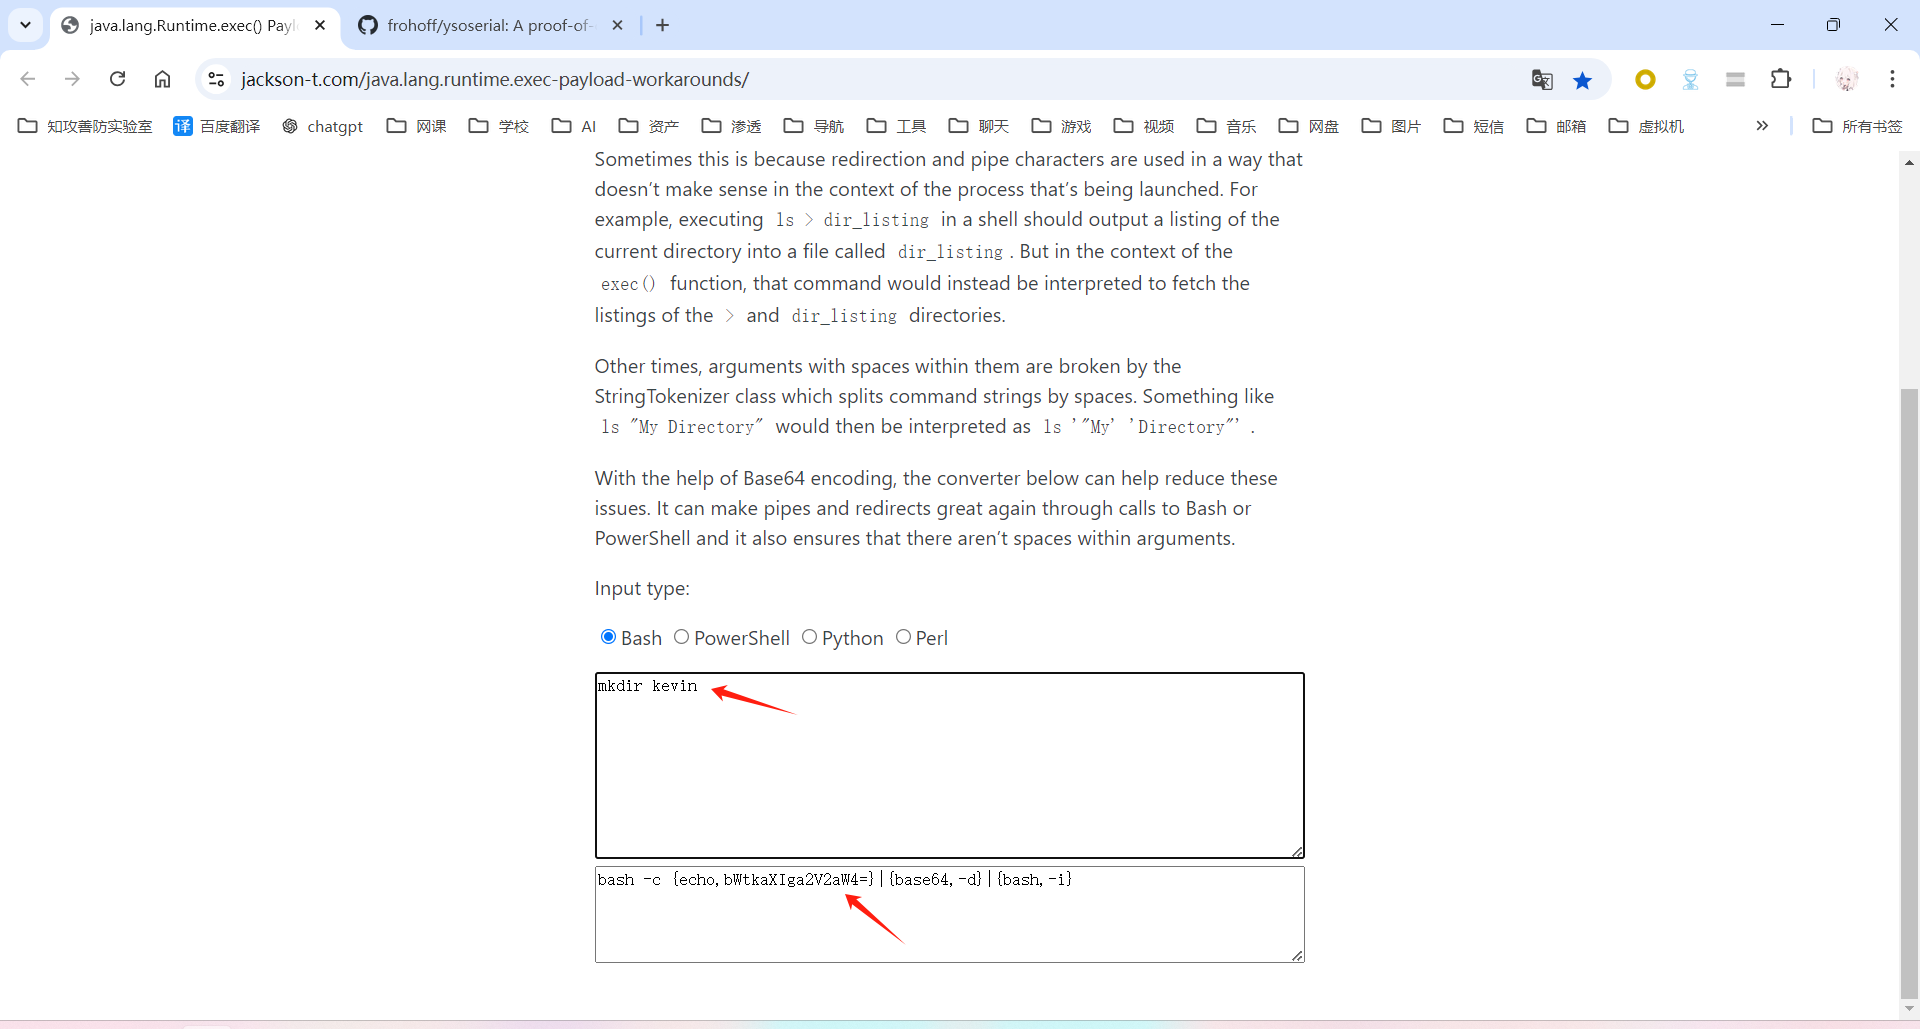 java.lang.Runtime.exec() Payl
frohoff/ysoserial: A proof-of-
jackson-t.com/java.lang.runtime.exec-payload-workarounds/
知攻善防实验室 译 百度翻译 chatgpt 网课 学校 AI 资产 渗透 导航 工具 聊天 游戏 视频 音乐 网盘 图片 短信 邮箱 虚拟机 » 所有书签
Sometimes this is because redirection and pipe characters are used in a way that
doesn’t make sense in the context of the process that’s being launched. For
example, executing ls > dir_listing in a shell should output a listing of the
current directory into a file called dir_listing . But in the context of the
exec() function, that command would instead be interpreted to fetch the
listings of the > and dir_listing directories.
Other times, arguments with spaces within them are broken by the
StringTokenizer class which splits command strings by spaces. Something like
ls "My Directory" would then be interpreted as ls '"My' 'Directory"' .
With the help of Base64 encoding, the converter below can help reduce these
issues. It can make pipes and redirects great again through calls to Bash or
PowerShell and it also ensures that there aren’t spaces within arguments.
Input type:
Bash PowerShell Python Perl
mkdir kevin
bash -c {echo,bWtkaXIga2V2aW4=}|{base64,-d}|{bash,-i}